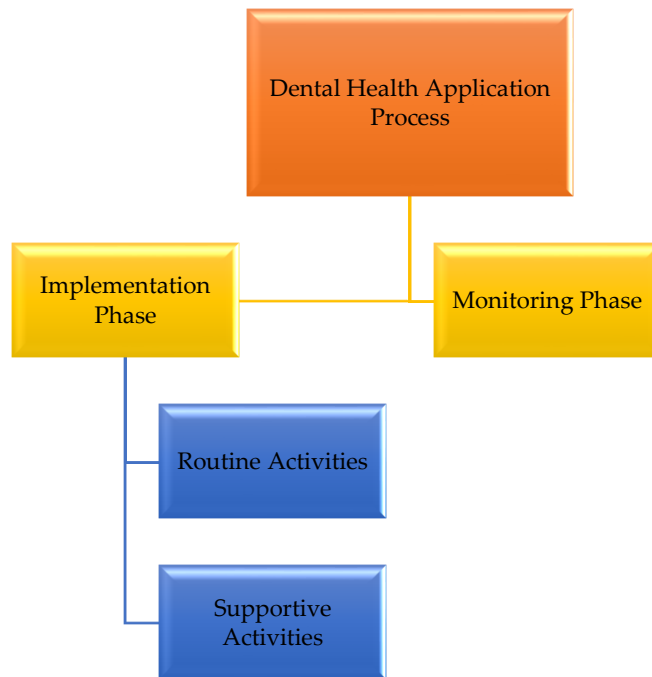 Dental Health Application
Process
Implementation
Phase
Monitoring Phase
Routine Activities
Supportive
Activities